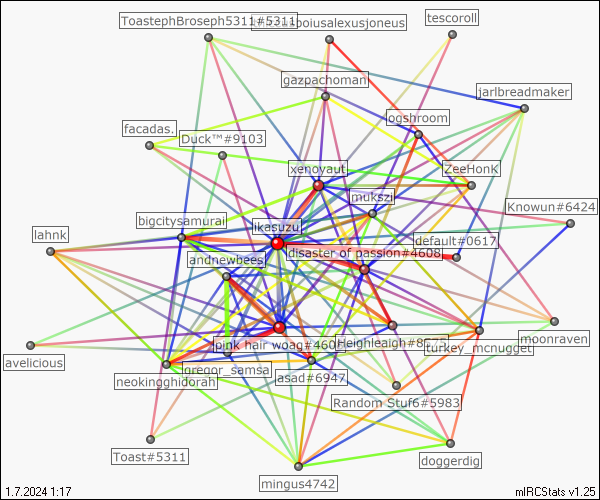 ToastephBroseph5311#5311
boiusalexusjoneus
tescoroll
gazpachoman
jarlbreadmaker
ogshroom
facadas.
Duck™#9103
xenovaut
ZeeHonk
mukszi
Knowun#6424
bigcitysamurai
ikasuzu
lahnk
default#0617
disaster of passion#4608
andnewbees
pink hair woag#460
Heighleaigh#8
moonraven
turkey_mcnugget
avelicious
gregor_samsa
asad#6947
neokingghidorah
Random Stuf6#5983
Toast#5311
doggerdig
mingus4742
1.7.2024 1:17
mIRCStats v1.25